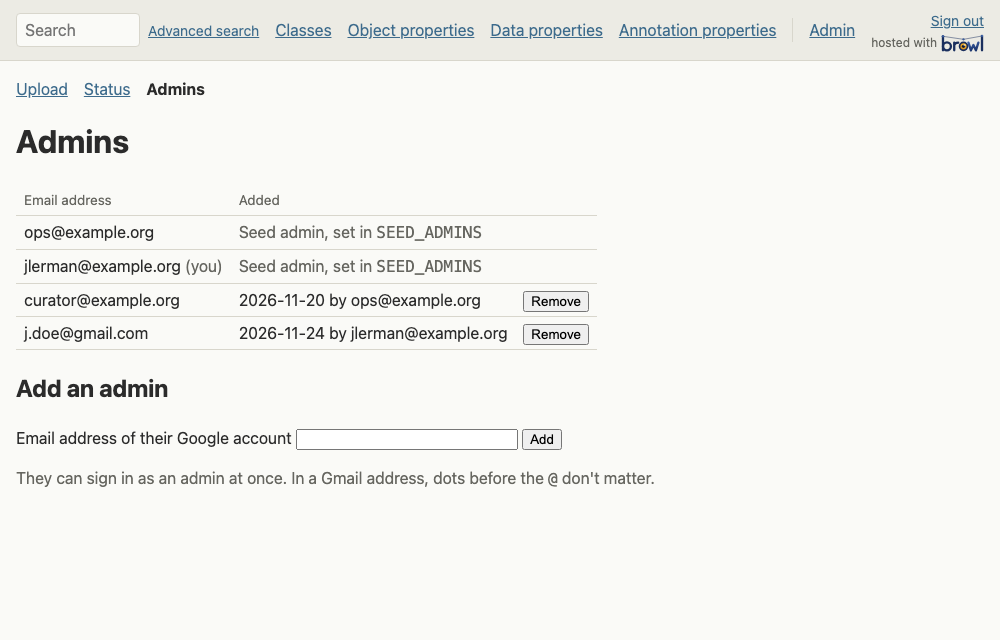 Search Advanced search Classes Object properties Data properties Annotation properties Admin Sign out
hosted with browl
Upload Status Admins
Admins
Email address Added
ops@example.org Seed admin, set in SEED_ADMINS
jlerman@example.org (you) Seed admin, set in SEED_ADMINS
curator@example.org 2026-11-20 by ops@example.org Remove
j.doe@gmail.com 2026-11-24 by jlerman@example.org Remove
Add an admin
Email address of their Google account Add
They can sign in as an admin at once. In a Gmail address, dots before the @ don't matter.